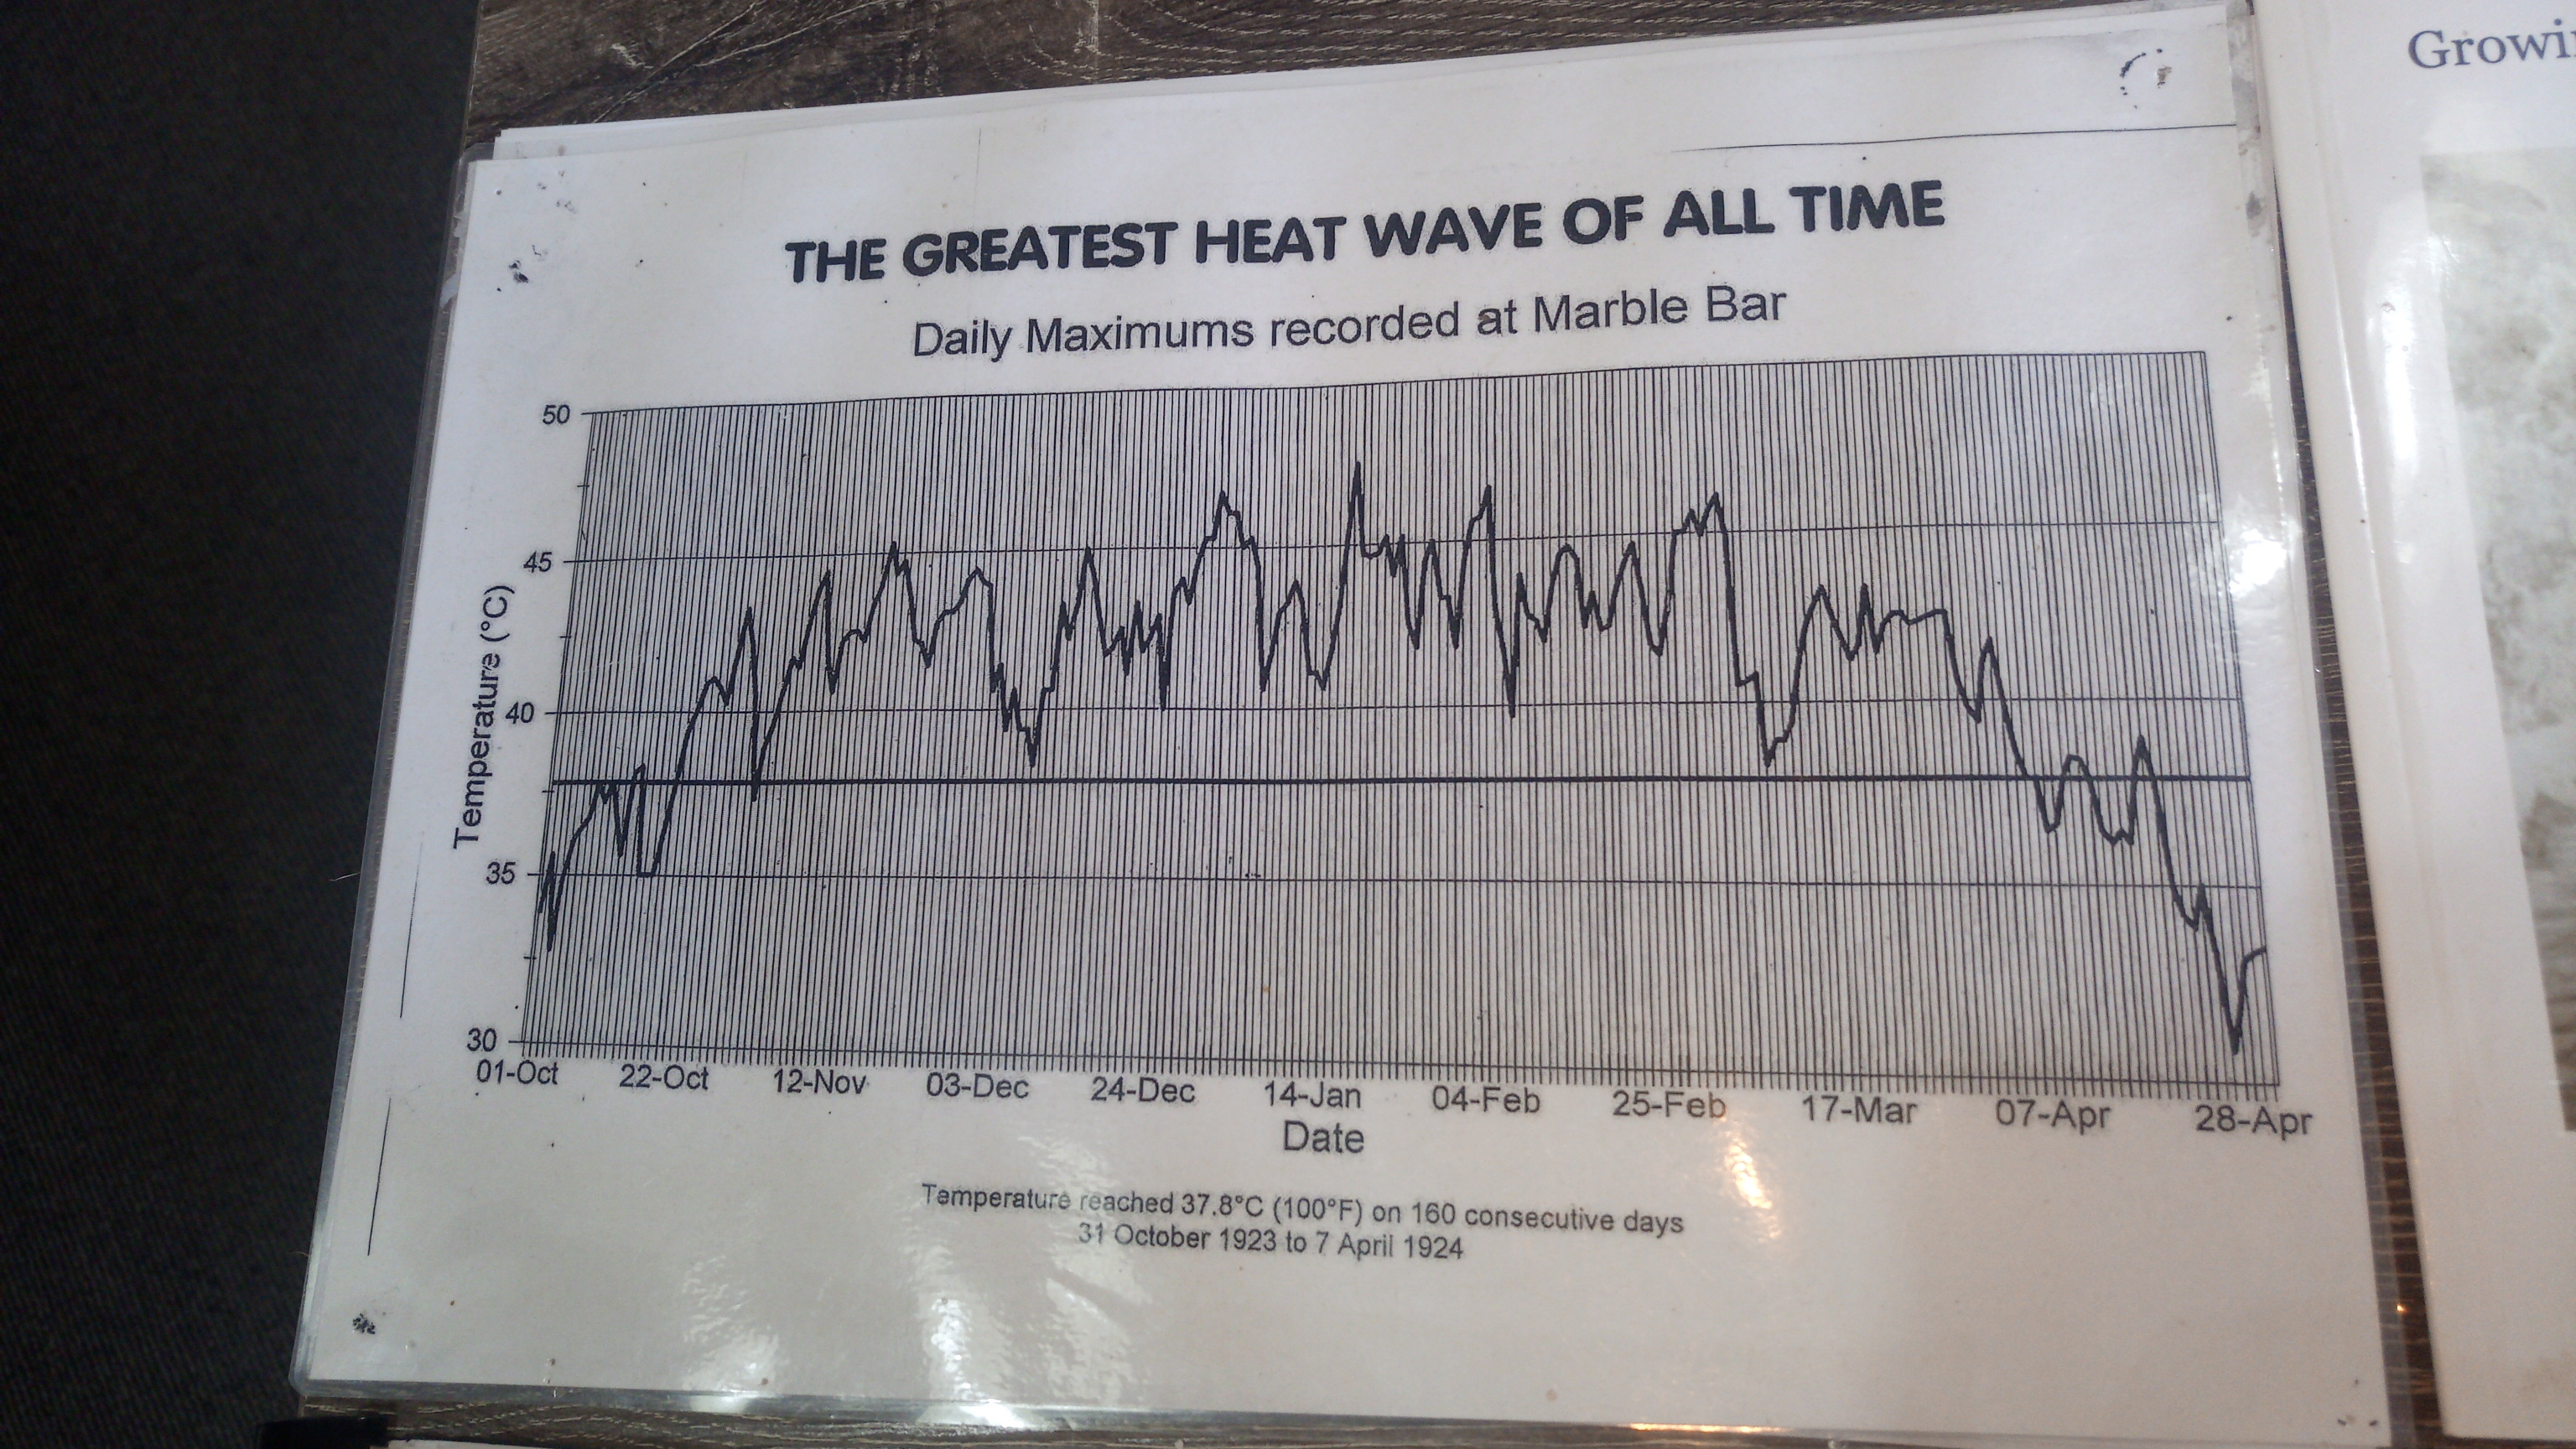 Growi
THE GREATEST HEAT WAVE OF ALL TIME
Daily Maximums recorded at Marble Bar
50
45
40
35
30
Temperature (°C)
01-Oct 22-Oct 12-Nov 03-Dec 24-Dec 14-Jan 04-Feb 25-Feb 17-Mar 07-Apr 28-Apr
Date
Temperature reached 37.8°C (100°F) on 160 consecutive days
31 October 1923 to 7 April 1924